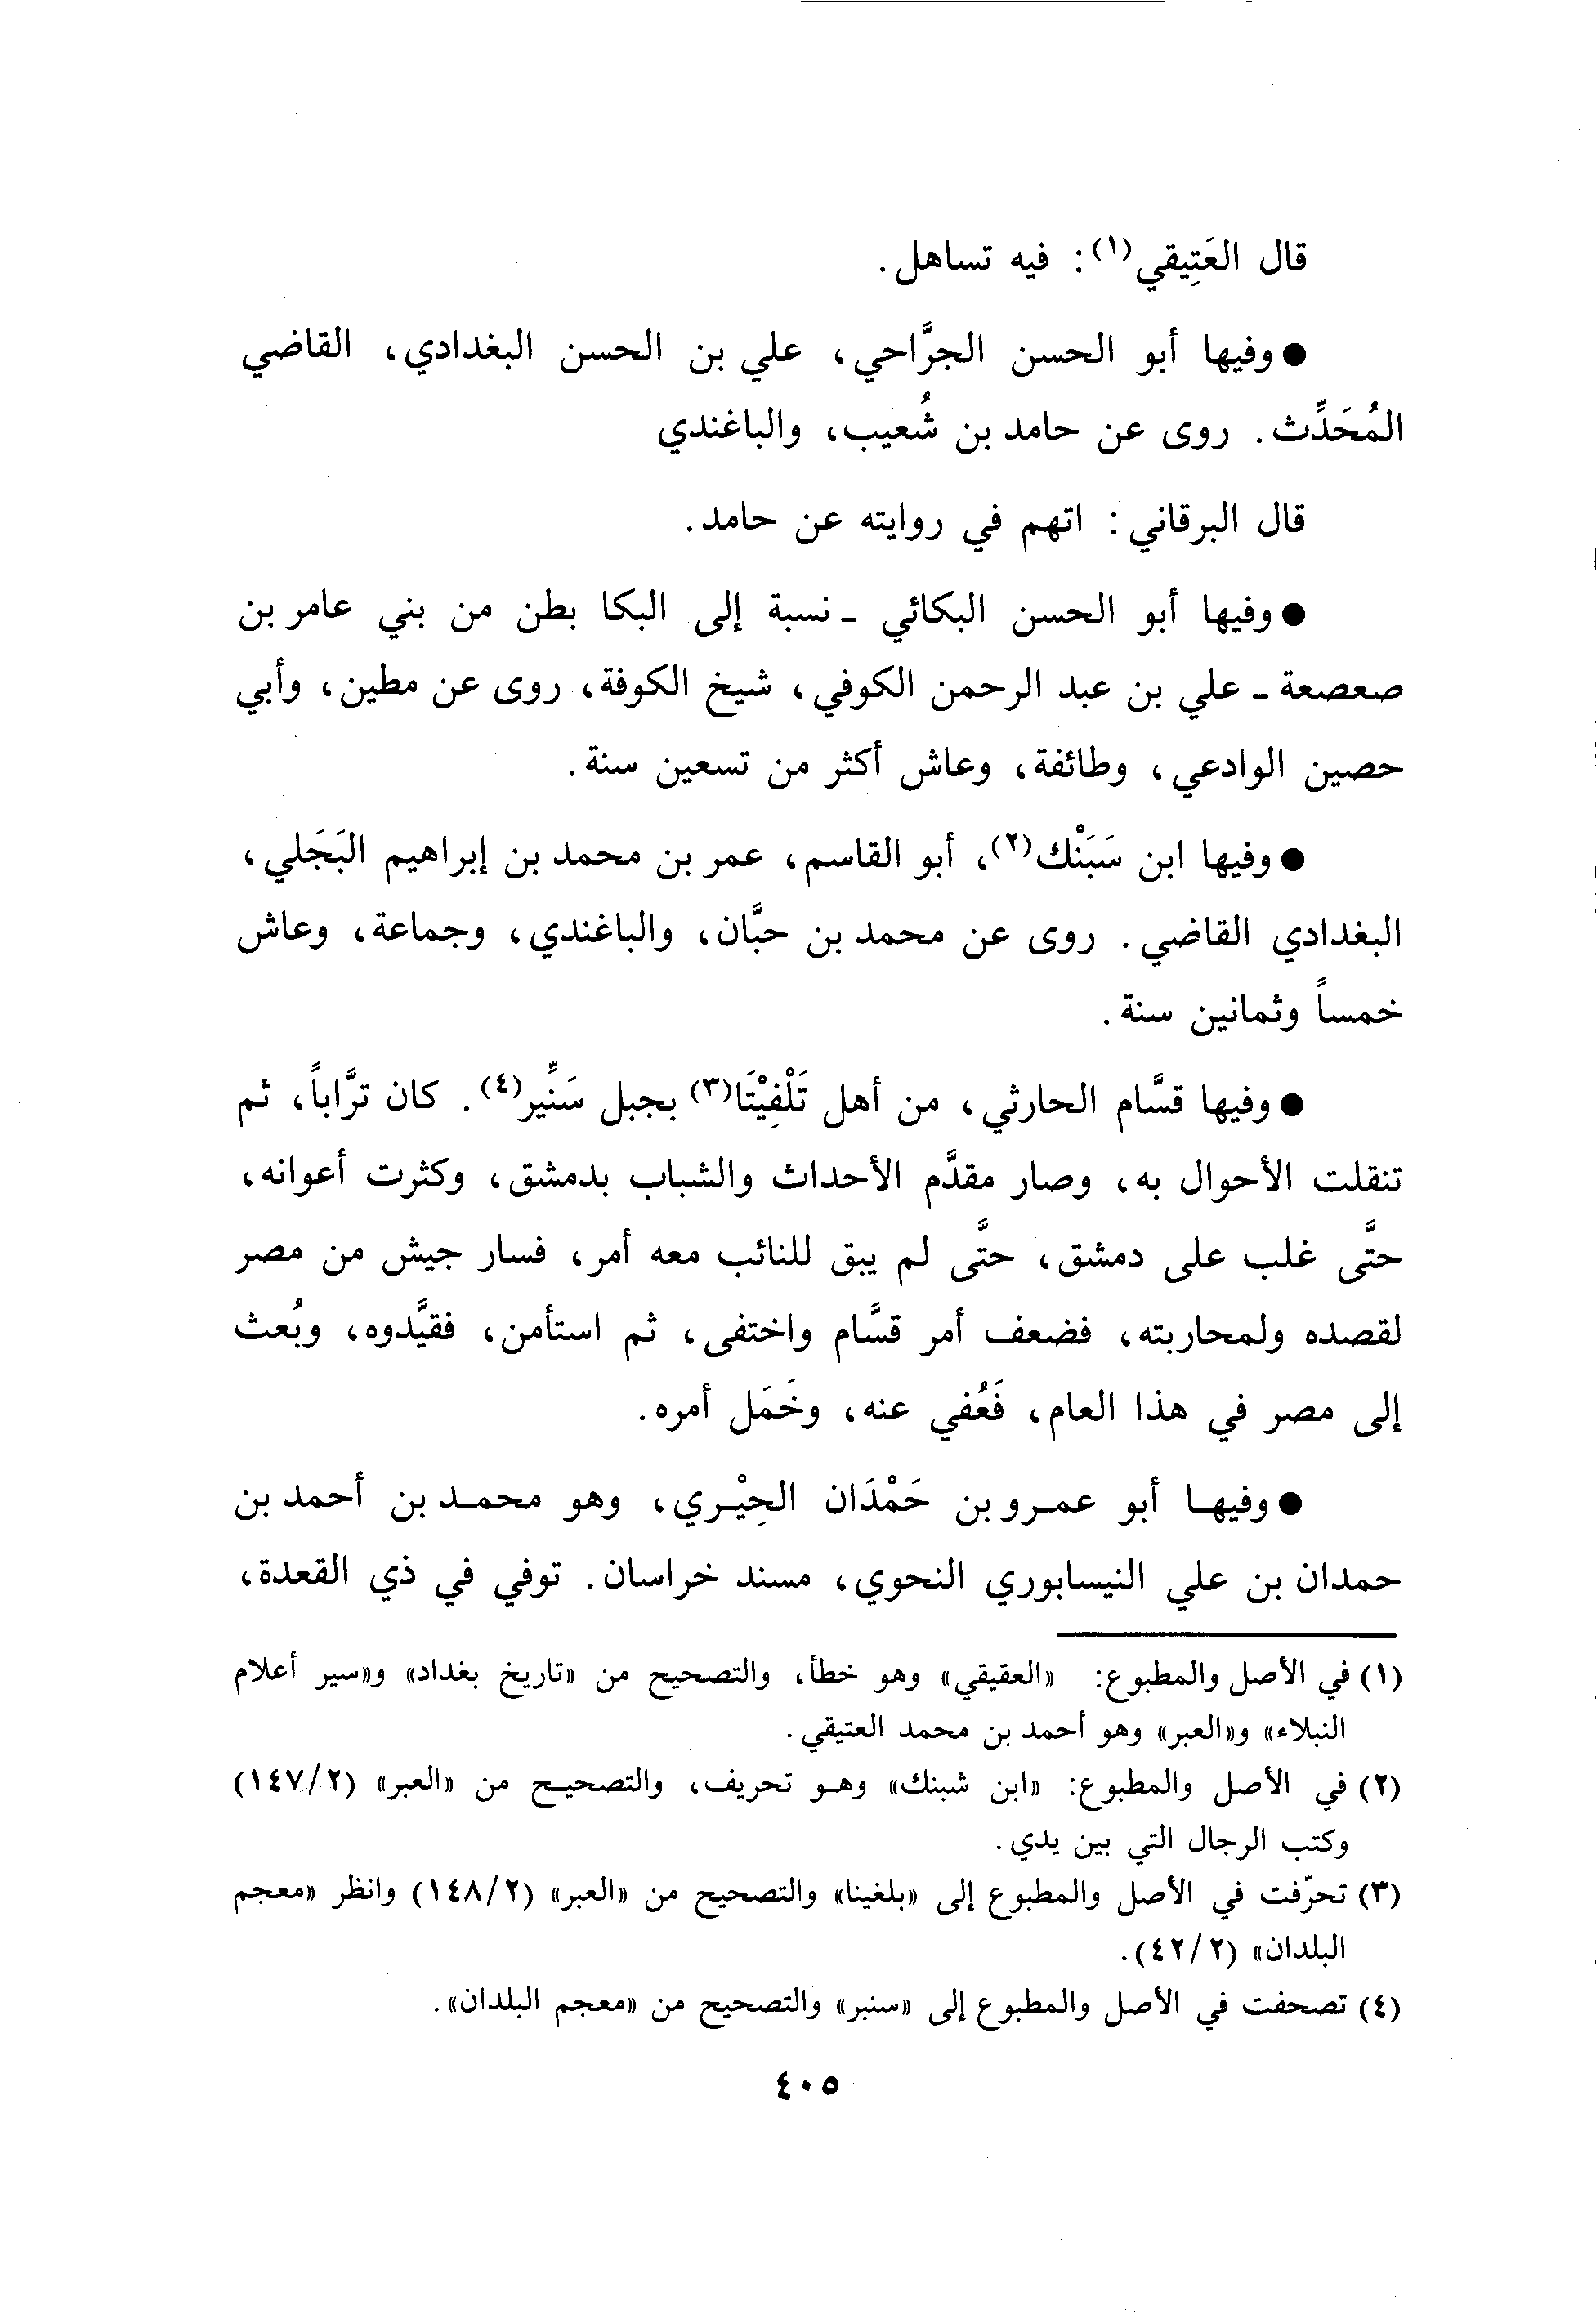 قال العَتِيقي(١): فيه تساهل.
● وفيها أبو الحسن الجرَّاحي، علي بن الحسن البغدادي، القاضي
المُحَدِّث. روى عن حامد بن شُعيب، والباغندي
قال البرقاني: اتهم في روايته عن حامد.
● وفيها أبو الحسن البكائي - نسبة إلى البكا بطن من بني عامر بن
صعصعة - علي بن عبد الرحمن الكوفي، شيخ الكوفة، روى عن مطين، وأبي
حصين الوادعي، وطائفة، وعاش أكثر من تسعين سنة.
● وفيها ابن سَبَنْك(٢)، أبو القاسم، عمر بن محمد بن إبراهيم البَجَلي،
البغدادي القاضي. روى عن محمد بن حبَّان، والباغندي، وجماعة، وعاش
خمساً وثمانين سنة.
● وفيها قسَّام الحارثي، من أهل تَلْفِيْتَا(٣) بجبل سَنِّير(٤). كان ترَّاباً، ثم
تنقلت الأحوال به، وصار مقدَّم الأحداث والشباب بدمشق، وكثرت أعوانه،
حتَّى غلب على دمشق، حتَّى لم يبق للنائب معه أمر، فسار جيش من مصر
لقصده ولمحاربته، فضعف أمر قسَّام واختفى، ثم استأمن، فقيَّدوه، وبُعث
إلى مصر في هذا العام، فَعُفي عنه، وخَمَل أمره.
● وفيها أبو عمرو بن حَمْدَان الحِيْري، وهو محمد بن أحمد بن
حمدان بن علي النيسابوري النحوي، مسند خراسان. توفي في ذي القعدة،
(١) في الأصل والمطبوع: «العقيقي» وهو خطأ، والتصحيح من «تاريخ بغداد» و«سير أعلام
النبلاء» و«العبر» وهو أحمد بن محمد العتيقي.
(٢) في الأصل والمطبوع: «ابن شبنك» وهو تحريف، والتصحيح من «العبر» (١٤٧/٢)
وكتب الرجال التي بين يدي.
(٣) تحرّفت في الأصل والمطبوع إلى «بلغينا» والتصحيح من «العبر» (١٤٨/٢) وانظر «معجم
البلدان» (٤٢/٢).
(٤) تصحفت في الأصل والمطبوع إلى «سنبر» والتصحيح من «معجم البلدان».
٤٠٥